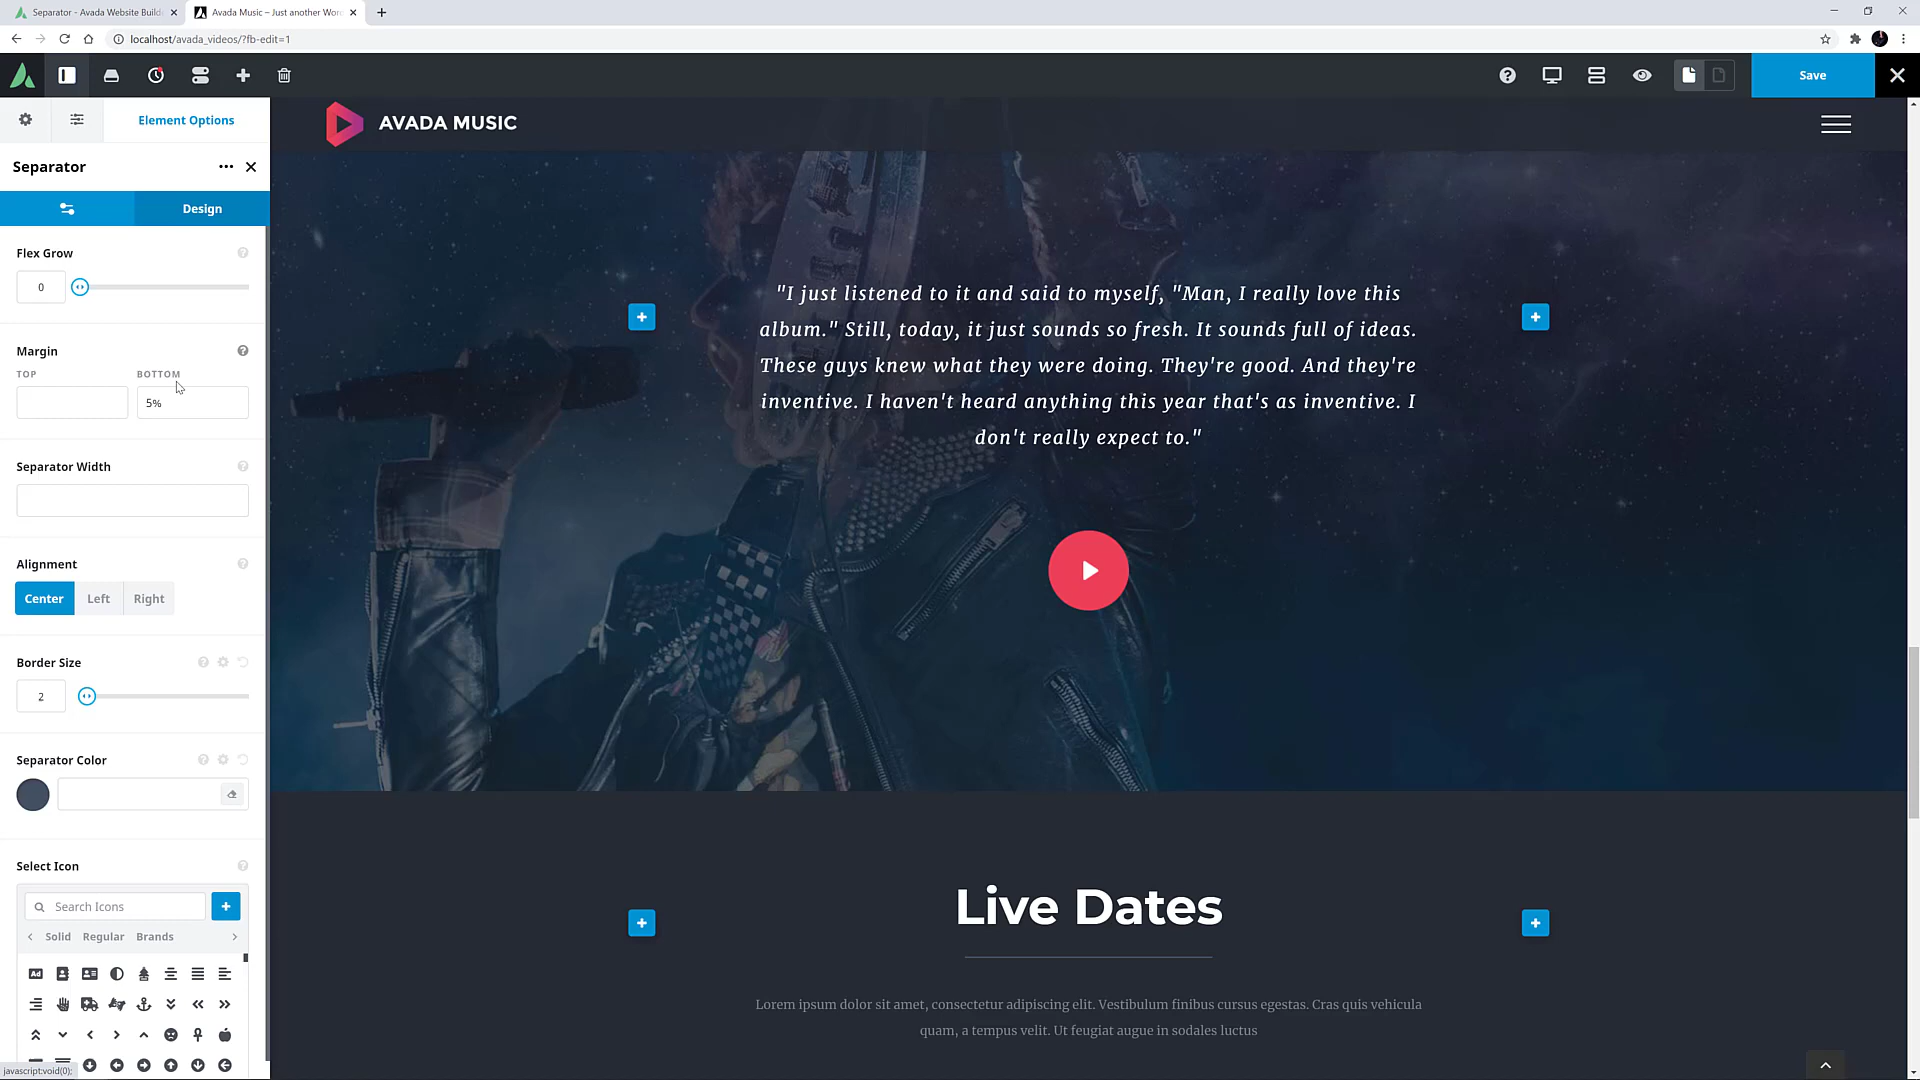 Separator - Avada Website Build
Avada Music – Just another Wor
localhost/avada_videos/?fb-edit=1
Save
Element Options
AVADA MUSIC
Separator
Design
Flex Grow
0
Margin
TOP
BOTTOM
5%
Separator Width
Alignment
Center
Left
Right
Border Size
2
Separator Color
Select Icon
Search Icons
Solid
Regular
Brands
Ad
javascript:void(0);
"I just listened to it and said to myself, "Man, I really love this
album." Still, today, it just sounds so fresh. It sounds full of ideas.
These guys knew what they were doing. They're good. And they're
inventive. I haven't heard anything this year that's as inventive. I
don't really expect to."
Live Dates
Lorem ipsum dolor sit amet, consectetur adipiscing elit. Vestibulum finibus cursus egestas. Cras quis vehicula
quam, a tempus velit. Ut feugiat augue in sodales luctus